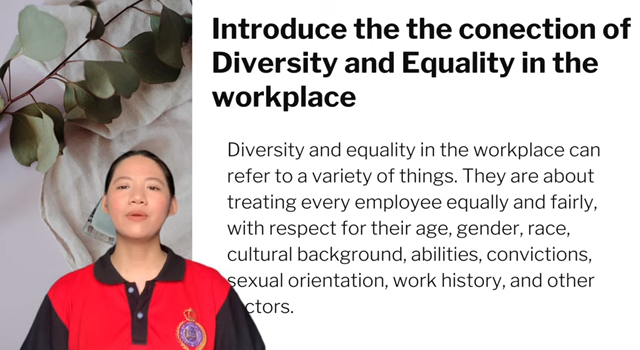 Introduce the the conection of
Diversity and Equality in the
workplace
Diversity and equality in the workplace can
refer to a variety of things. They are about
treating every employee equally and fairly,
with respect for their age, gender, race,
cultural background, abilities, convictions,
sexual orientation, work history, and other
ctors.